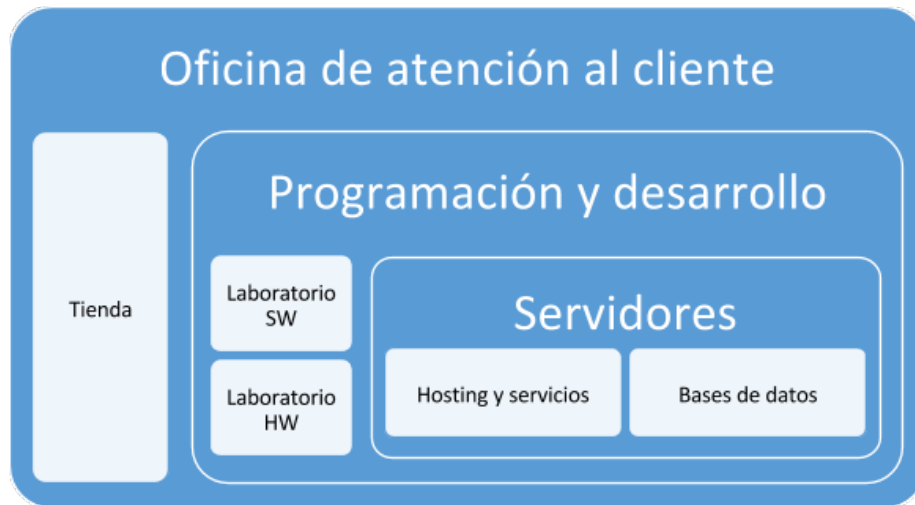 Oficina de atención al cliente
Programación y desarrollo
Tienda
Laboratorio
SW
Laboratorio
HW
Servidores
Hosting y servicios
Bases de datos